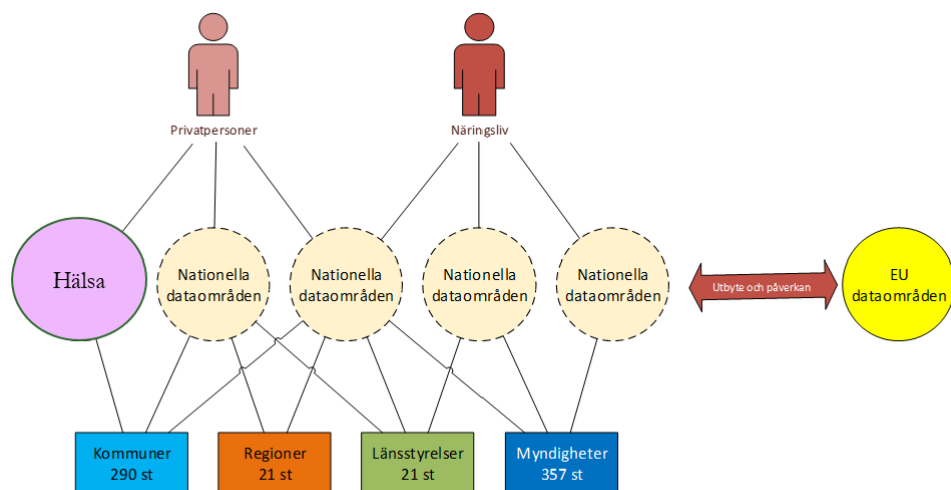 Privatpersoner
Näringsliv
Hälsa
Nationella
dataområden
Nationella
dataområden
Nationella
dataområden
Nationella
dataområden
Utbyte och påverkan
EU
dataområden
Kommuner
290 st
Regioner
21 st
Länsstyrelser
21 st
Myndigheter
357 st